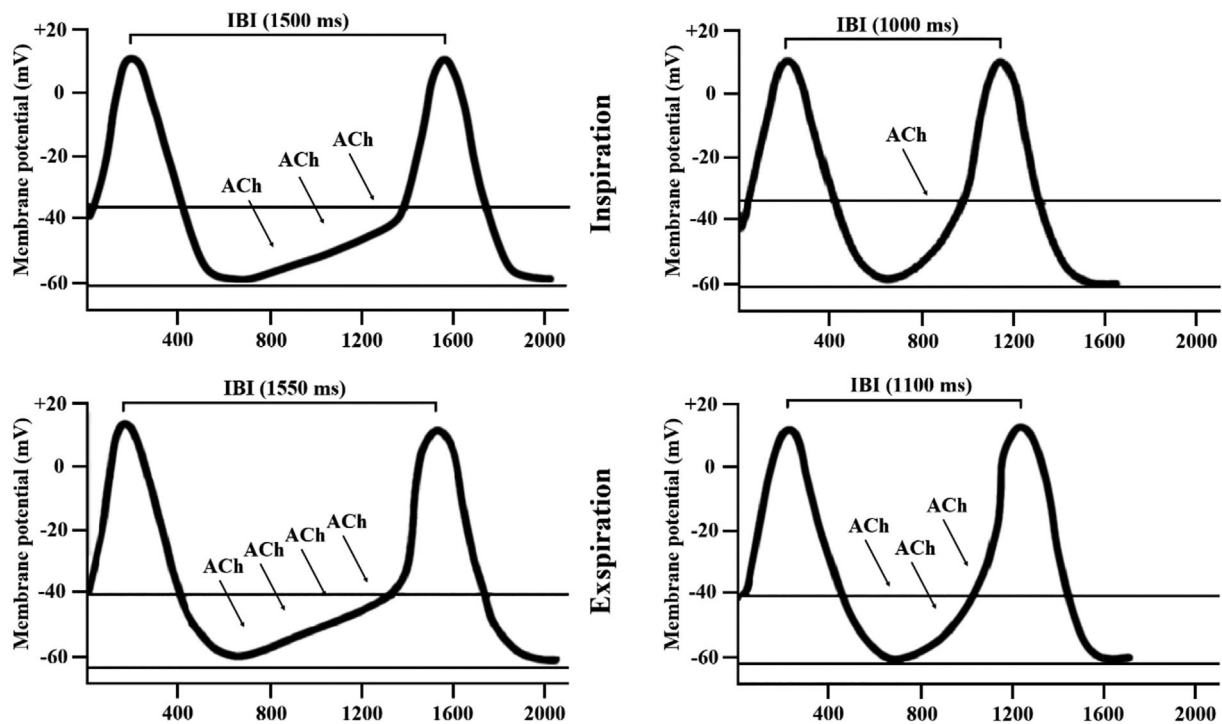 IBI (1500 ms)
+20
0
-20
-40
-60
Membrane potential (mV)
ACh
ACh
ACh
400
800
1200
1600
2000
Inspiration
IBI (1000 ms)
+20
0
-20
-40
-60
Membrane potential (mV)
ACh
400
800
1200
1600
2000
IBI (1550 ms)
+20
0
-20
-40
-60
Membrane potential (mV)
ACh
ACh
ACh
ACh
400
800
1200
1600
2000
Exspiration
IBI (1100 ms)
+20
0
-20
-40
-60
Membrane potential (mV)
ACh
ACh
ACh
400
800
1200
1600
2000